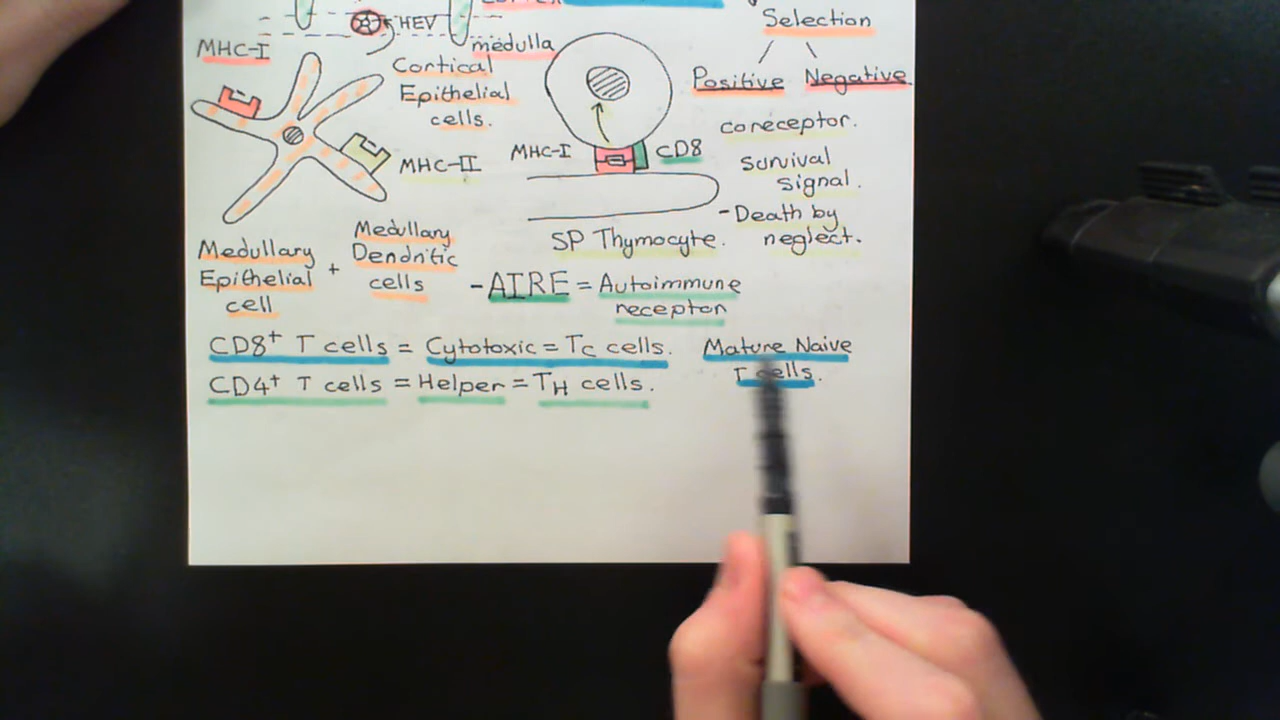 HEV
Selection
MHC-I
medulla
Cortical
Epithelial
cells.
Positive Negative
MHC-II
MHC-I
CD8
coreceptor.
survival
signal.
- Death by
neglect.
SP Thymocyte.
Medullary
Epithelial
cell
+
Medullary
Dendritic
cells
- AIRE = Autoimmune
receptor
CD8+ T cells = Cytotoxic = Tc cells.
CD4+ T cells = Helper = TH cells.
Mature Naive
T cells.